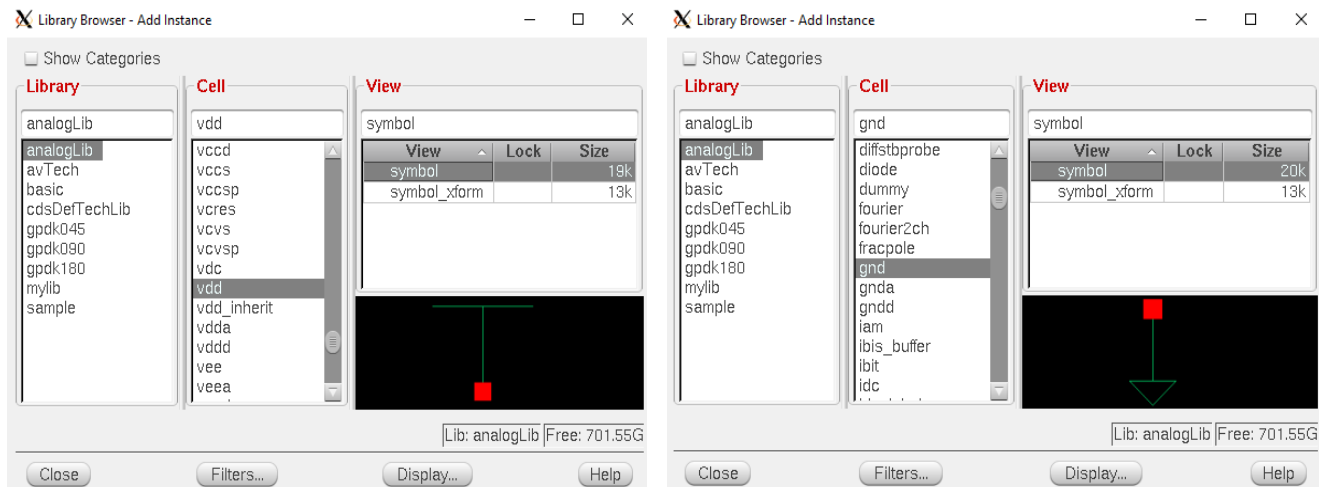 Library Browser - Add Instance
Show Categories
Library
analogLib
analogLib
avTech
basic
cdsDefTechLib
gpdk045
gpdk090
gpdk180
mylib
sample
Cell
vdd
vccd
vccs
vccsp
vcres
vcvs
vcvsp
vdc
vdd
vdd_inherit
vdda
vddd
vee
veea
View
symbol
View Lock Size
symbol 19k
symbol_xform 13k
Lib: analogLib Free: 701.55G
Close Filters... Display... Help
Library Browser - Add Instance
Show Categories
Library
analogLib
analogLib
avTech
basic
cdsDefTechLib
gpdk045
gpdk090
gpdk180
mylib
sample
Cell
gnd
diffstbprobe
diode
dummy
fourier
fourier2ch
fracpole
gnd
gnda
gndd
iam
ibis_buffer
ibit
idc
View
symbol
View Lock Size
symbol 20k
symbol_xform 13k
Lib: analogLib Free: 701.55G
Close Filters... Display... Help